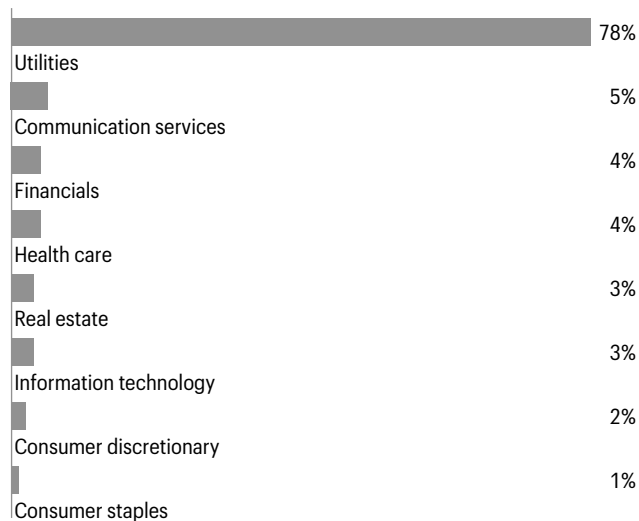 78%
Utilities
5%
Communication services
4%
Financials
4%
Health care
3%
Real estate
3%
Information technology
2%
Consumer discretionary
1%
Consumer staples